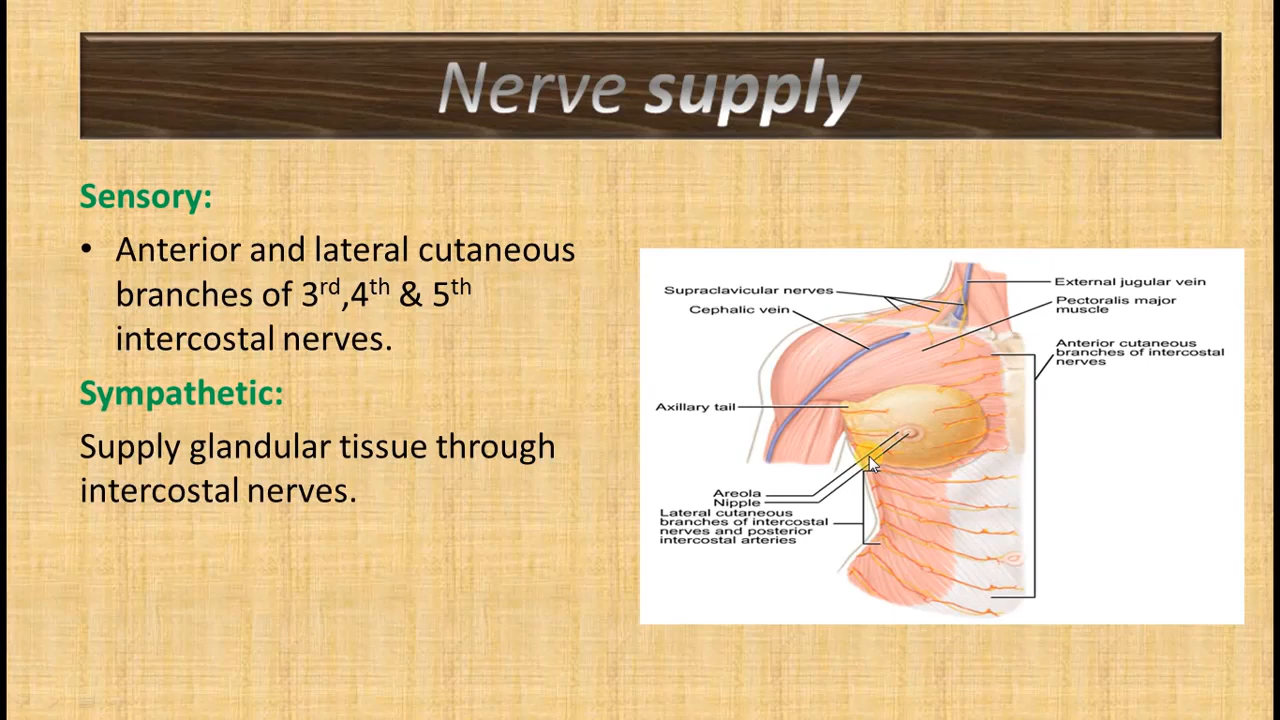 Nerve supply
Sensory:
• Anterior and lateral cutaneous
branches of 3rd,4th & 5th
intercostal nerves.
Sympathetic:
Supply glandular tissue through
intercostal nerves.
Supraclavicular nerves
Cephalic vein
Axillary tail
Areola
Nipple
Lateral cutaneous
branches of intercostal
nerves and posterior
intercostal arteries
External jugular vein
Pectoralis major
muscle
Anterior cutaneous
branches of intercostal
nerves